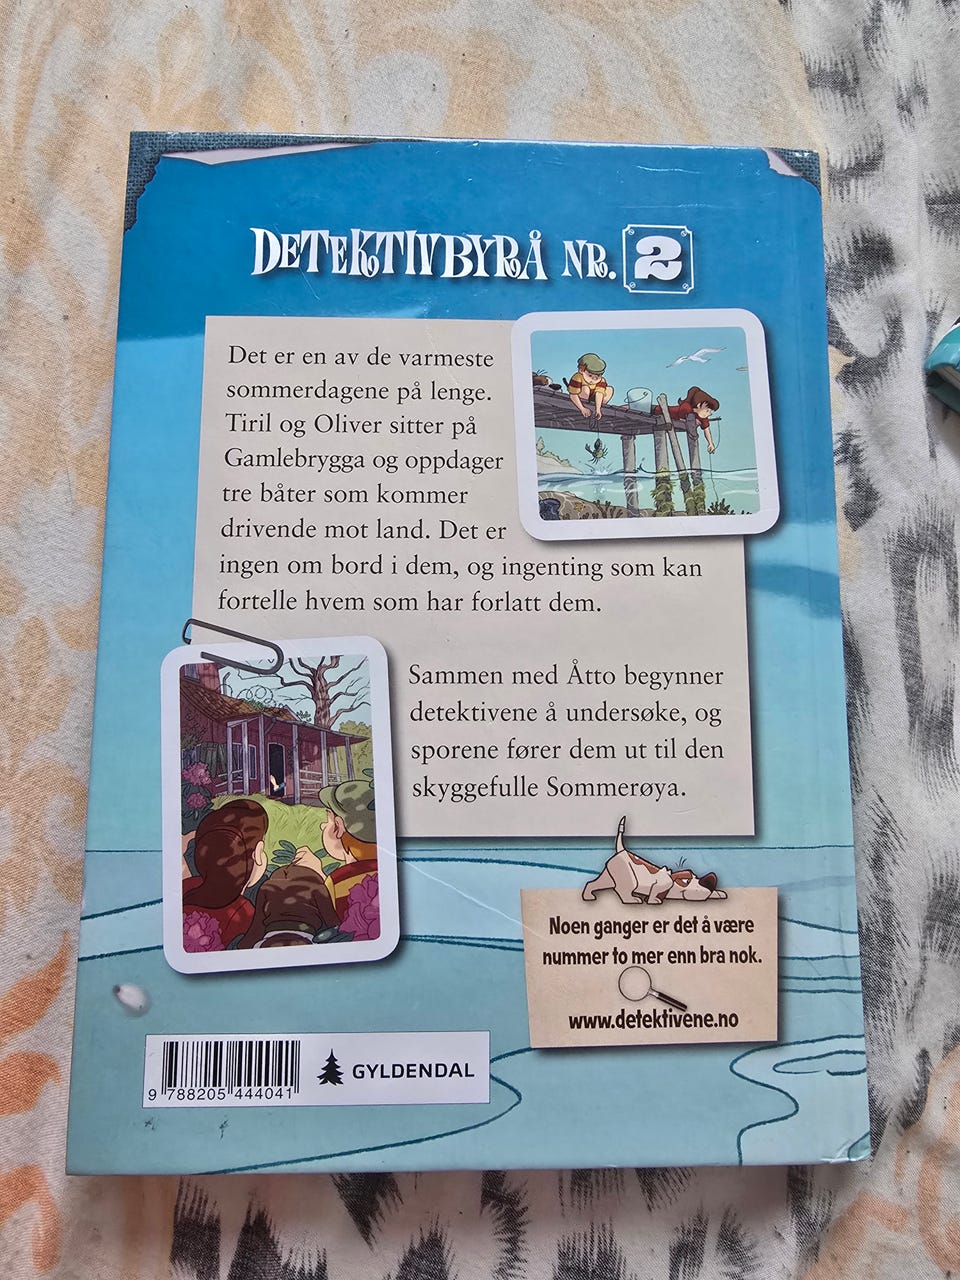 DETEKTIVBYRÅ NR. 2
Det er en av de varmeste
sommerdagene på lenge.
Tiril og Oliver sitter på
Gamlebrygga og oppdager
tre båter som kommer
drivende mot land. Det er
ingen om bord i dem, og ingenting som kan
fortelle hvem som har forlatt dem.
Sammen med Åtto begynner
detektivene å undersøke, og
sporene fører dem ut til den
skyggefulle Sommerøya.
Noen ganger er det å være
nummer to mer enn bra nok.
www.detektivene.no
9 788205 444041
GYLDENDAL